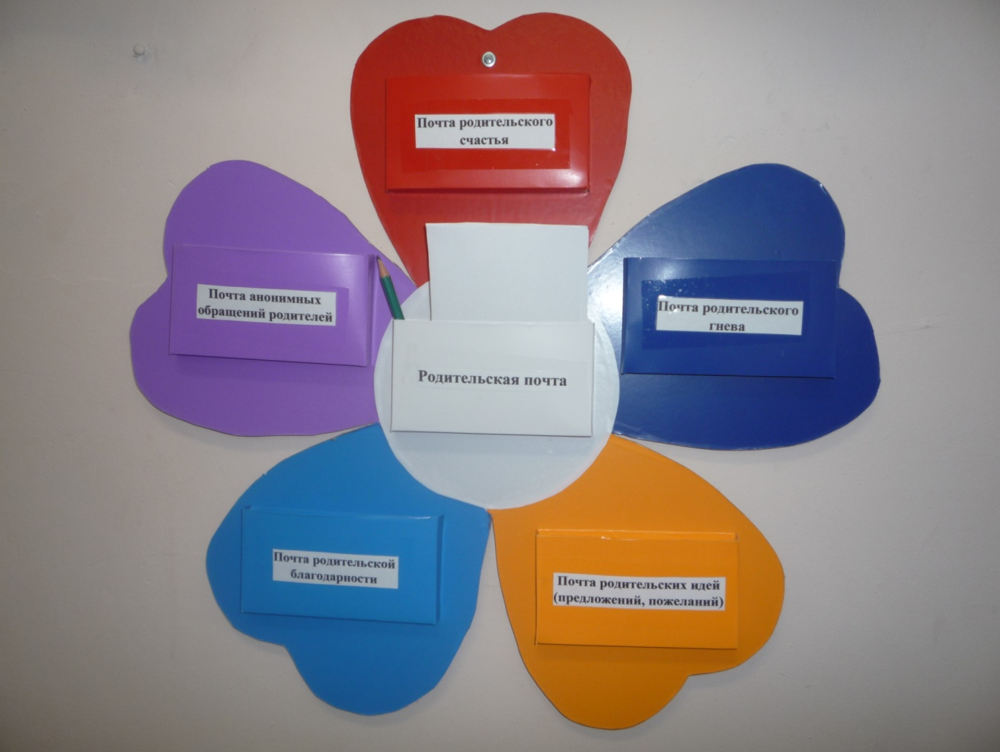 Почта родительского
счастья
Почта анонимных
обращений родителей
Почта родительского
гнева
Родительская почта
Почта родительской
благодарности
Почта родительских идей
(предложений, пожеланий)